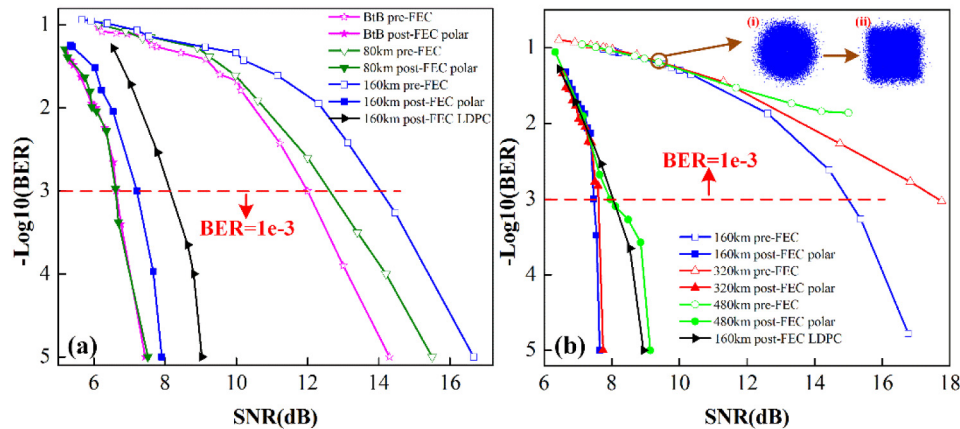 BtB pre-FEC
BtB post-FEC polar
80km pre-FEC
80km post-FEC polar
160km pre-FEC
160km post-FEC polar
160km post-FEC LDPC
1
2
3
4
5
-Log10(BER)
BER=1e-3
(a)
6
8
10
12
14
16
SNR(dB)
(i)
(ii)
1
2
3
4
5
-Log10(BER)
BER=1e-3
160km pre-FEC
160km post-FEC polar
320km pre-FEC
320km post-FEC polar
480km pre-FEC
480km post-FEC polar
160km post-FEC LDPC
(b)
6
8
10
12
14
16
18
SNR(dB)